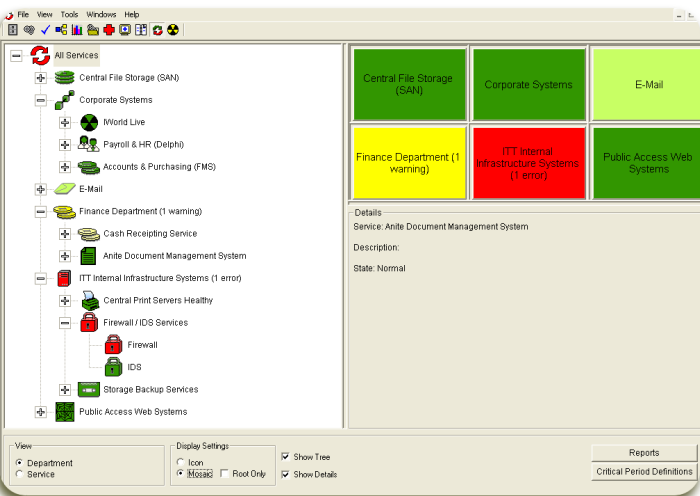 File View Tools Windows Help
All Services
Central File Storage (SAN)
Corporate Systems
IWorld Live
Payroll & HR (Delphi)
Accounts & Purchasing (FMS)
E-Mail
Finance Department (1 warning)
Cash Receipting Service
Anite Document Management System
ITT Internal Infrastructure Systems (1 error)
Central Print Servers Healthy
Firewall / IDS Services
Firewall
IDS
Storage Backup Services
Public Access Web Systems
Central File Storage
(SAN)
Corporate Systems
E-Mail
Finance Department (1
warning)
ITT Internal
Infrastructure Systems
(1 error)
Public Access Web
Systems
Details
Service: Anite Document Management System
Description:
State: Normal
View
Department
Service
Display Settings
Icon
Mosaic Root Only
Show Tree
Show Details
Reports
Critical Period Definitions